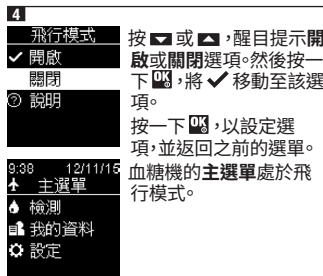 4
飛行模式
開啟
關閉
說明
按 或 ,醒目提示開
啟或關閉選項。然後按一
下 OK ,將 ✓ 移動至該選
項。
按一下 OK ,以設定選
項,並返回之前的選單。
9:38 12/11/15
主選單
檢測
我的資料
設定
血糖機的主選單處於飛
行模式。